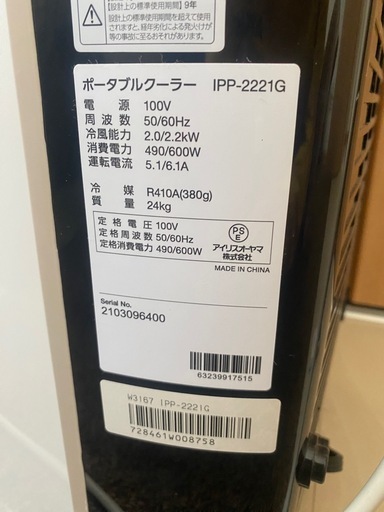 【設計上の標準使用期間】9年
設計上の標準使用期間を超えて使用
されますと、経年劣化による発火けが等
の事故に至るおそれがあります。
ポータブルクーラー IPP-2221G
電源 100V
周波数 50/60Hz
冷風能力 2.0/2.2kW
消費電力 490/600W
運転電流 5.1/6.1A
冷媒 R410A(380g)
質量 24kg
定格電圧 100V
定格周波数 50/60Hz
定格消費電力 490/600W
PS
E
アイリスオーヤマ
株式会社
MADE IN CHINA
Serial No.
2103096400
63239917515
W3167 IPP-2221G
728461W008758